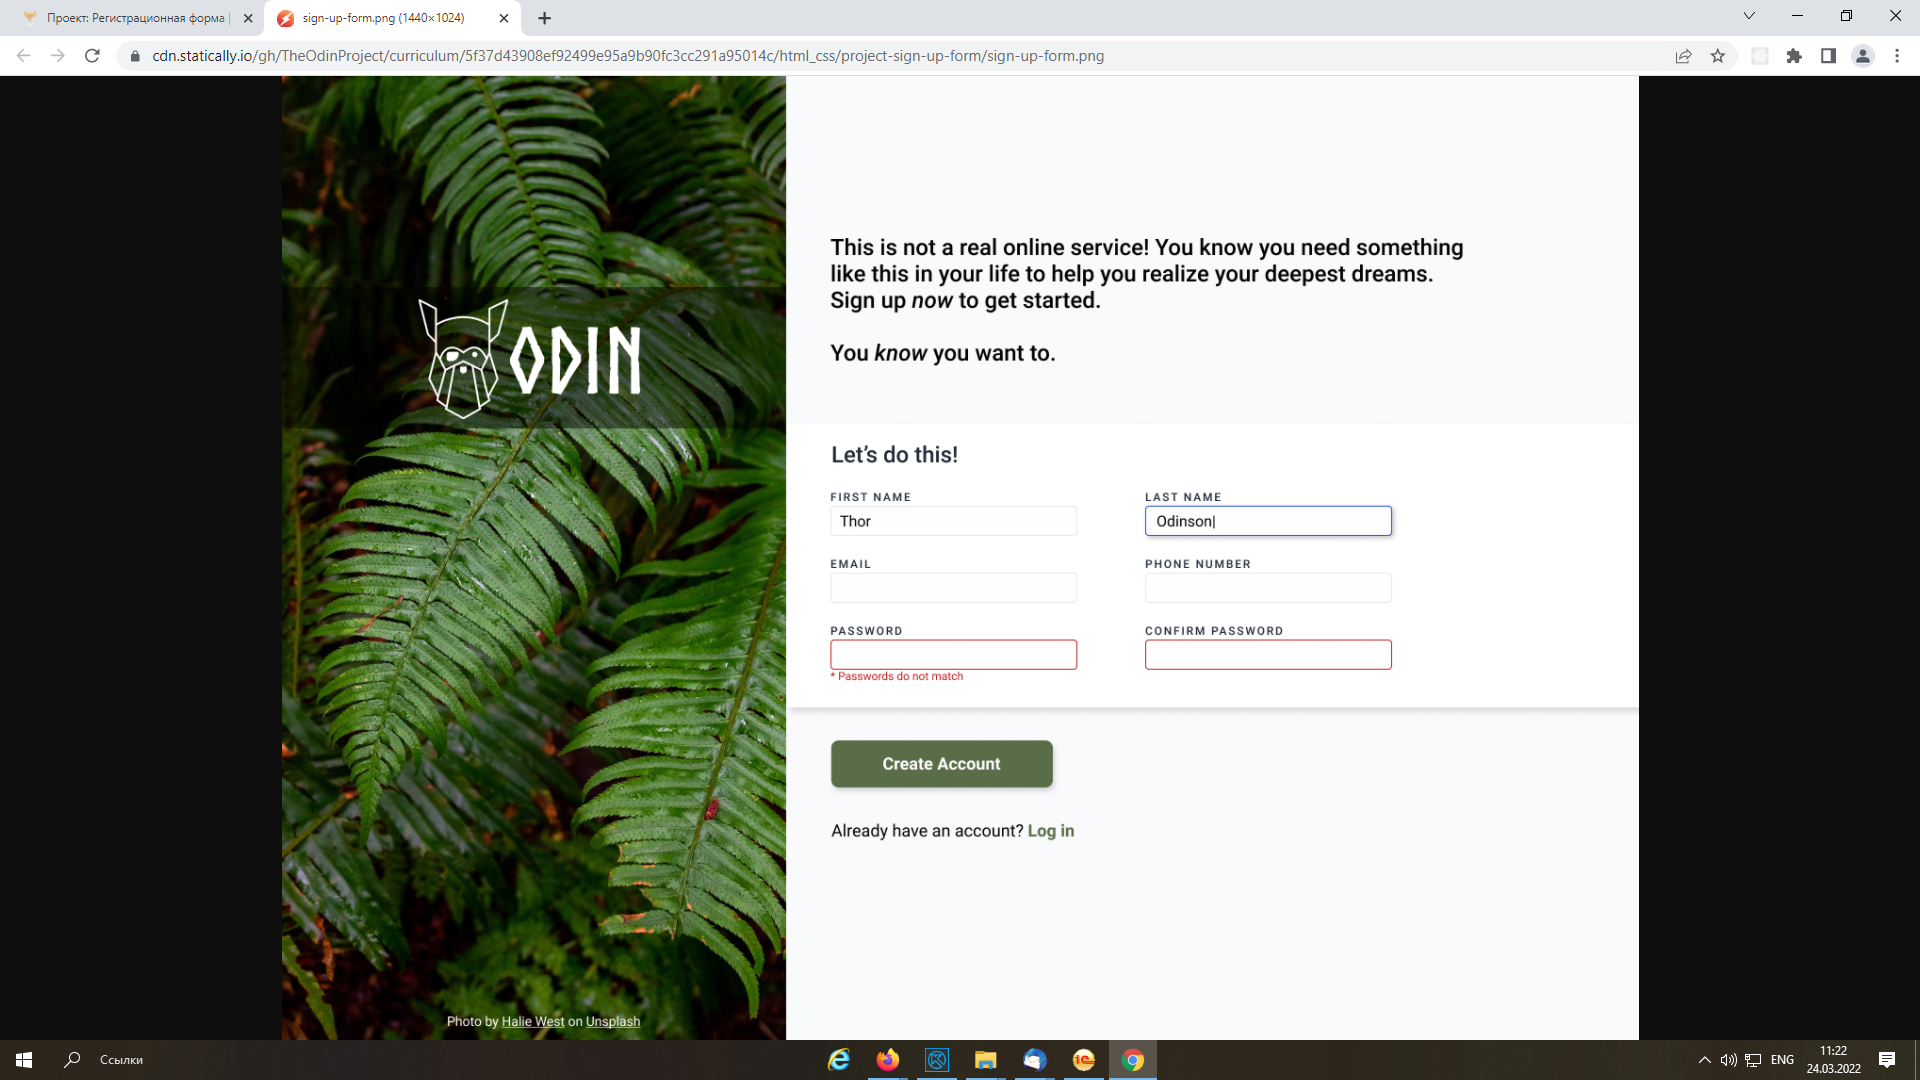 Проект: Регистрационная форма |
sign-up-form.png (1440×1024)
cdn.statically.io/gh/TheOdinProject/curriculum/5f37d43908ef92499e95a9b90fc3cc291a95014c/html_css/project-sign-up-form/sign-up-form.png
ODIN
Photo by Halie West on Unsplash
This is not a real online service! You know you need something
like this in your life to help you realize your deepest dreams.
Sign up now to get started.
You know you want to.
Let's do this!
FIRST NAME
LAST NAME
Thor
Odinson
EMAIL
PHONE NUMBER
PASSWORD
CONFIRM PASSWORD
* Passwords do not match
Create Account
Already have an account? Log in
Ссылки
ENG
11:22
24.03.2022